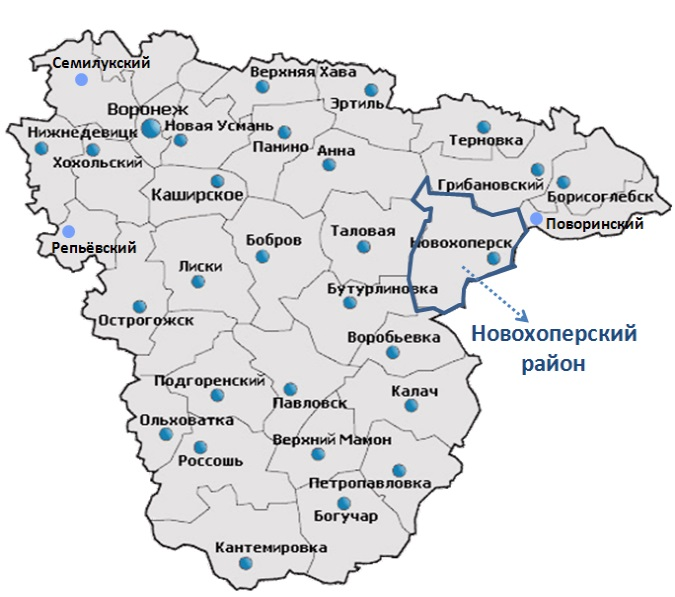 Семилукский
Верхняя Хава
Эртиль
Воронеж
Нижнедевицк
Новая Усмань
Терновка
Хохольский
Панино
Анна
Каширское
Грибановский
Борисоглебск
Репьёвский
Бобров
Таловая
Новохоперск
Поворинский
Лиски
Бутурлиновка
Острогожск
Воробьевка
Новохоперский
район
Подгоренский
Павловск
Калач
Ольховатка
Верхний Мамон
Россошь
Петропавловка
Богучар
Кантемировка